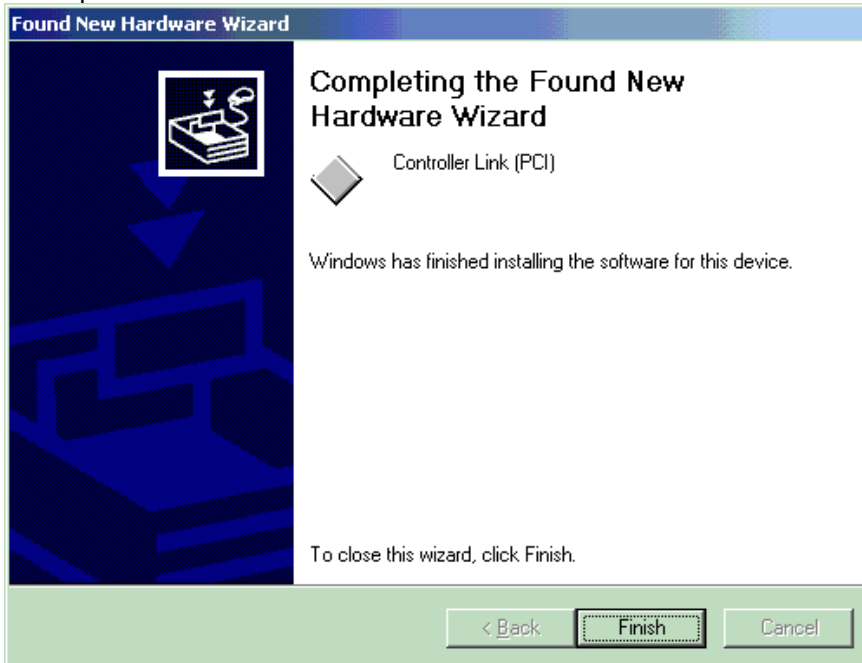 Found New Hardware Wizard
Completing the Found New
Hardware Wizard
Controller Link (PCI)
Windows has finished installing the software for this device.
To close this wizard, click Finish.
< Back
Finish
Cancel